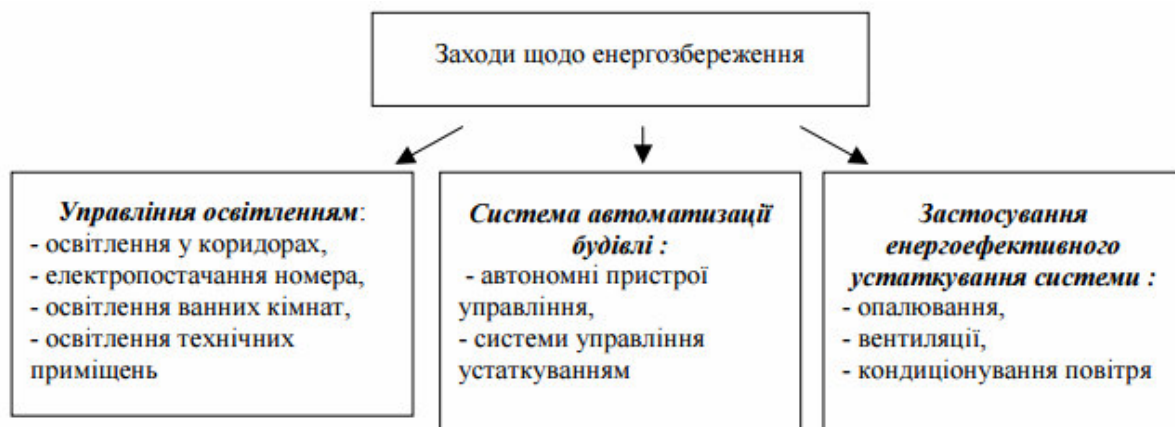 Заходи щодо енергозбереження
Управління освітленням:
- освітлення у коридорах,
- електропостачання номера,
- освітлення ванних кімнат,
- освітлення технічних
приміщень
Система автоматизації
будівлі :
- автономні пристрої
управління,
- системи управління
устаткуванням
Застосування
енергоефективного
устаткування системи :
- опалювання,
- вентиляції,
- кондиціонування повітря